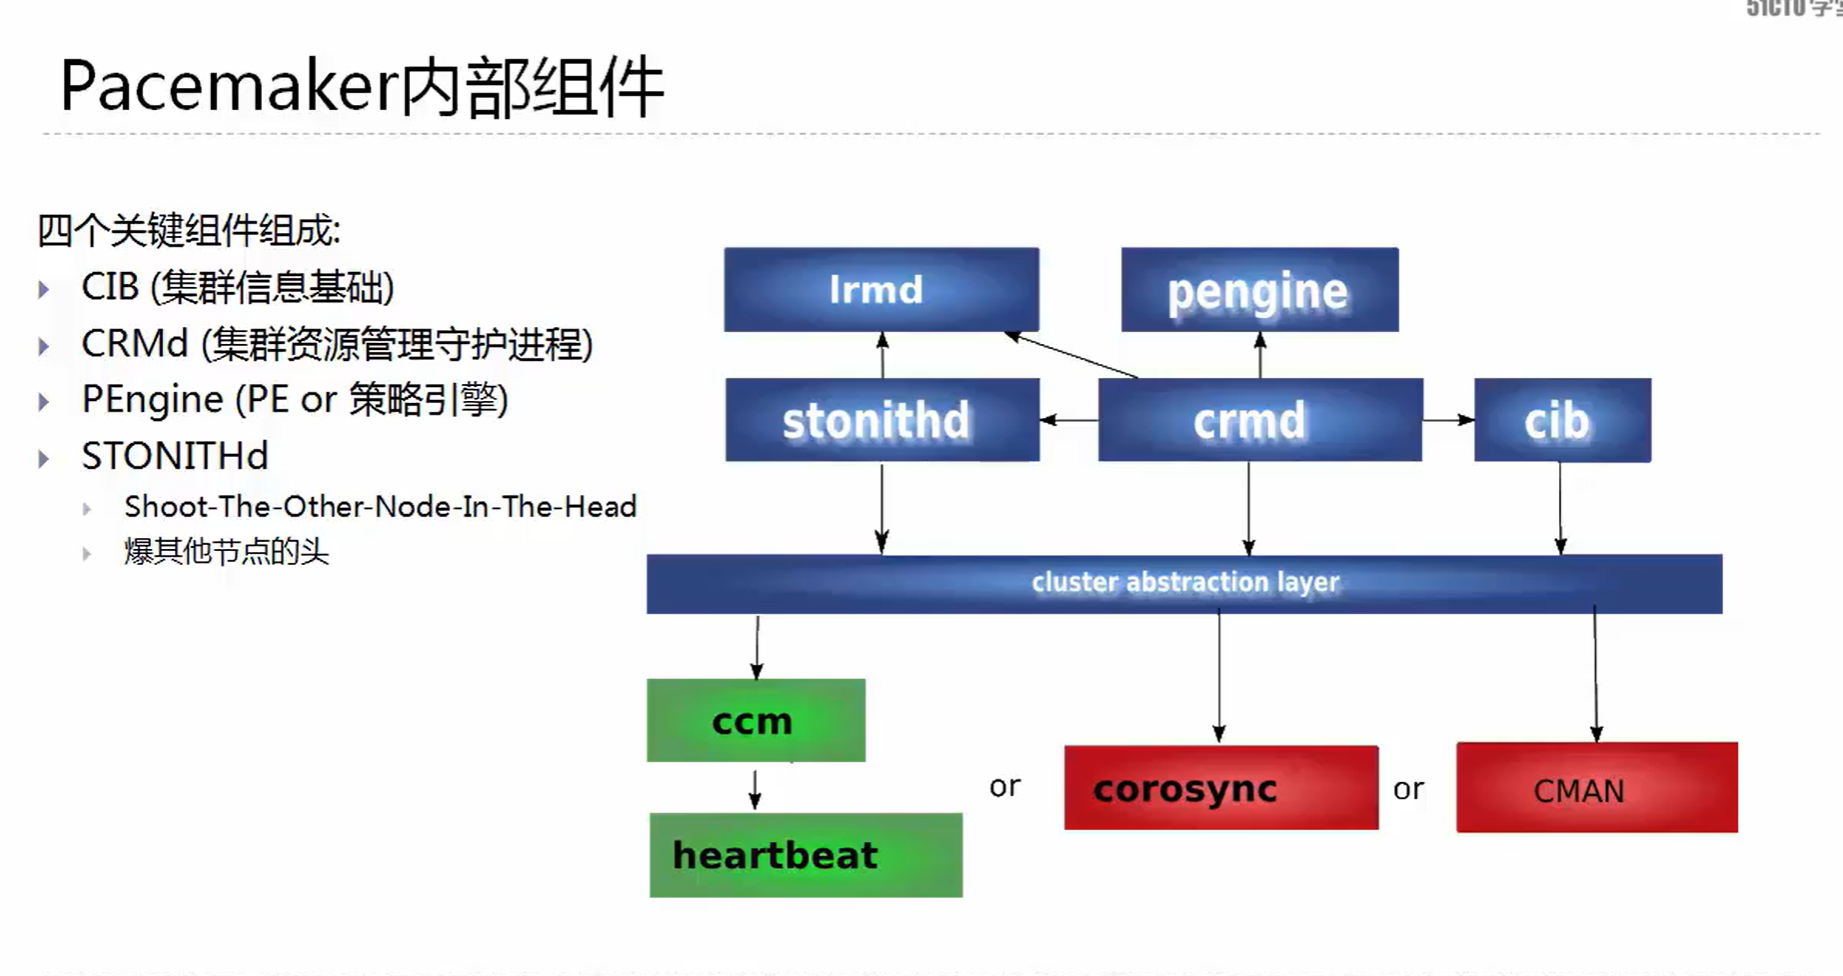 51CTO学
Pacemaker内部组件
四个关键组件组成:
CIB (集群信息基础)
CRMd (集群资源管理守护进程)
PEngine (PE or 策略引擎)
STONITHd
Shoot-The-Other-Node-In-The-Head
爆其他节点的头
lrmd
pengine
stonithd
crmd
cib
cluster abstraction layer
ccm
heartbeat
or
corosync
or
CMAN